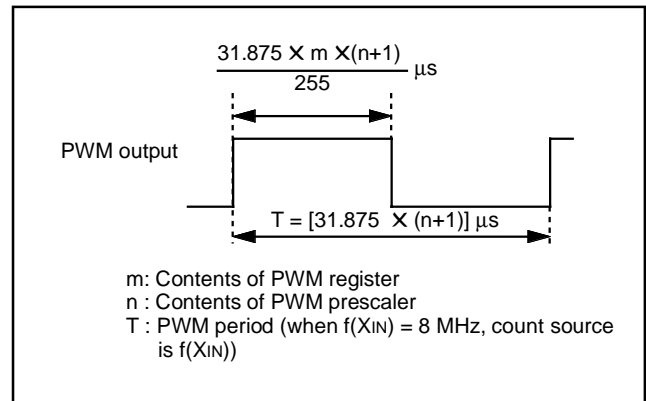 31.875 × m ×(n+1)
255
μs
PWM output
T = [31.875 × (n+1)] μs
m: Contents of PWM register
n : Contents of PWM prescaler
T : PWM period (when f(XIN) = 8 MHz, count source
is f(XIN))